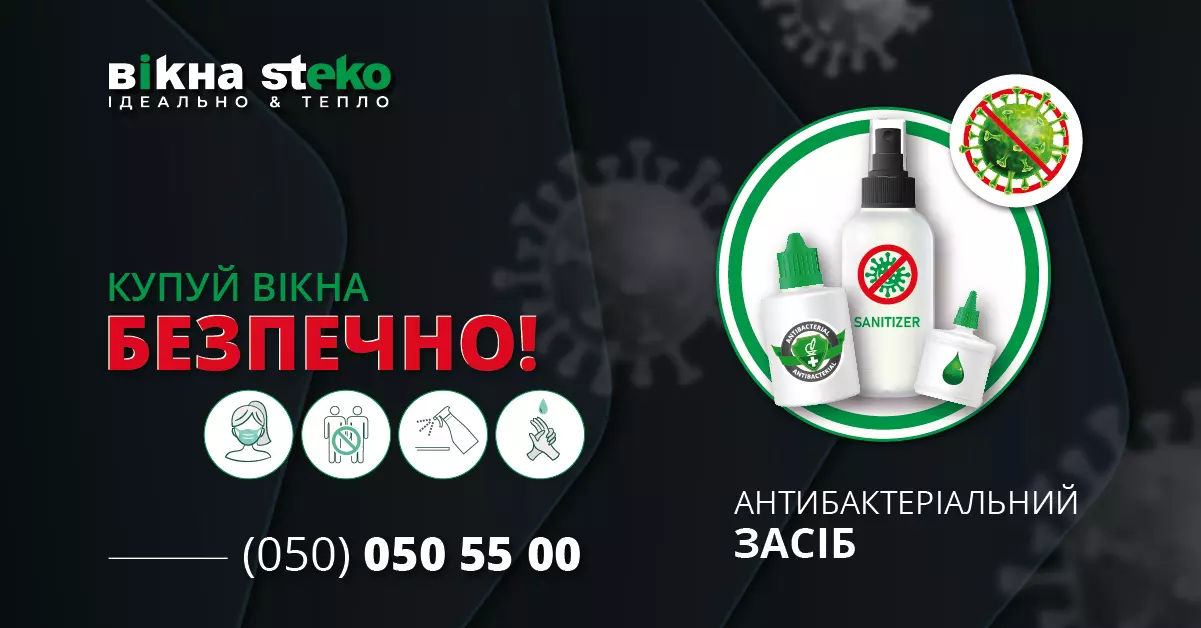 вікна steko
ІДЕАЛЬНО & ТЕПЛО
КУПУЙ ВІКНА
БЕЗПЕЧНО!
(050) 050 55 00
SANITIZER
ANTIBACTERIAL
ANTIBACTERIAL
АНТИБАКТЕРІАЛЬНИЙ
ЗАСІБ